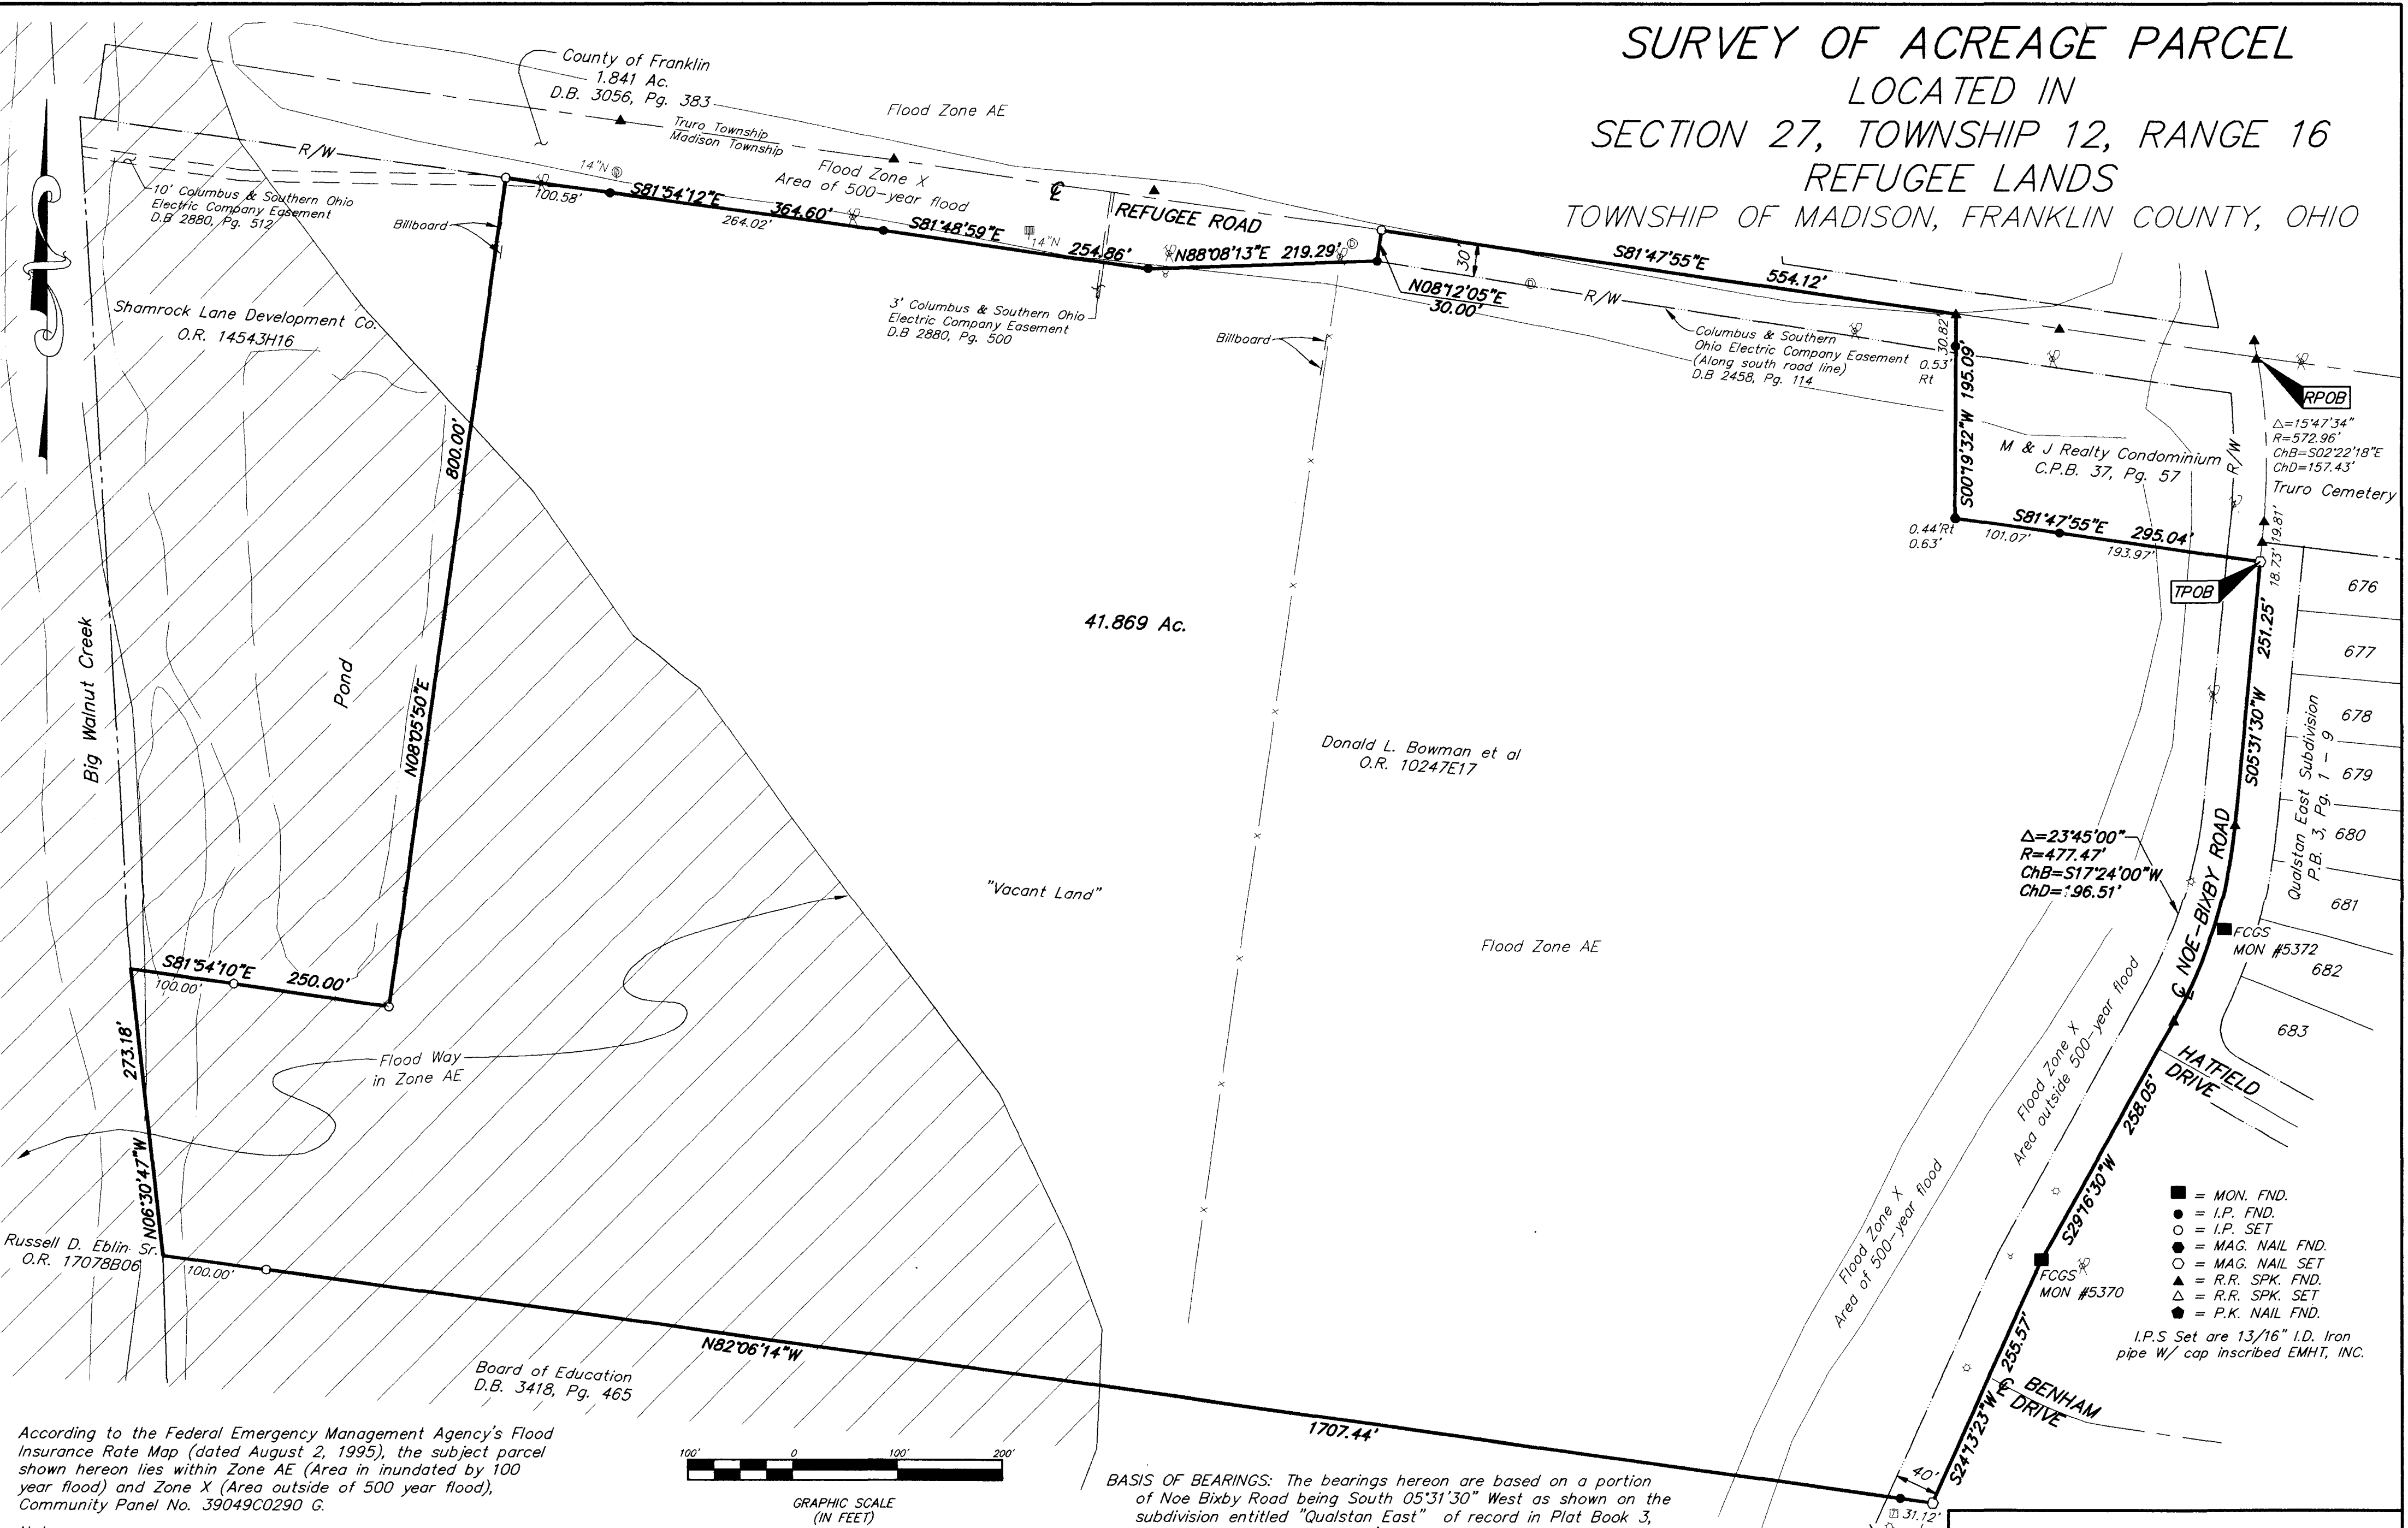 SURVEY OF ACREAGE PARCEL
LOCATED IN
SECTION 27, TOWNSHIP 12, RANGE 16
REFUGEE LANDS
TOWNSHIP OF MADISON, FRANKLIN COUNTY, OHIO
County of Franklin
1.841 Ac.
D.B. 3056, Pg. 383
Flood Zone AE
Truro Township
Madison Township
R/W
14"N
Flood Zone X
Area of 500-year flood
10' Columbus & Southern Ohio
Electric Company Easement
D.B 2880, Pg. 512
Billboard
100.58'
S81°54'12"E
364.60'
264.02'
S81°48'59"E
254.86'
14"N
REFUGEE ROAD
N88°08'13"E 219.29'
30'
N08°12'05"E
30.00'
S81°47'55"E
554.12'
R/W
3' Columbus & Southern Ohio
Electric Company Easement
D.B 2880, Pg. 500
Billboard
Columbus & Southern
Ohio Electric Company Easement
(Along south road line)
D.B 2458, Pg. 114
30.82'
0.53'
Rt
S00°19'32"W 195.09'
RPOB
Δ=15°47'34"
R=572.96'
ChB=S02°22'18"E
ChD=157.43'
Truro Cemetery
M & J Realty Condominium
C.P.B. 37, Pg. 57
R/W
0.44'Rt
0.63'
S81°47'55"E
295.04'
101.07'
193.97'
19.81'
18.73'
TPOB
Shamrock Lane Development Co.
O.R. 14543H16
800.00'
N08°05'50"E
Big Walnut Creek
Pond
41.869 Ac.
Donald L. Bowman et al
O.R. 10247E17
"Vacant Land"
Flood Zone AE
251.25'
S05°31'30"W
Qualstan East Subdivision
P.B. 3, Pg. 1 - 9
676
677
678
679
680
681
682
683
Δ=23°45'00"
R=477.47'
ChB=S17°24'00"W
ChD=196.51'
℄ NOE-BIXBY ROAD
FCGS
MON #5372
HATFIELD
DRIVE
258.05'
S29°16'30"W
Flood Zone X
Area outside 500-year flood
Flood Zone X
Area of 500-year flood
FCGS
MON #5370
S81°54'10"E
250.00'
100.00'
273.18'
N06°30'47"W
Flood Way
in Zone AE
Russell D. Eblin Sr.
O.R. 17078B06
100.00'
N82°06'14"W
1707.44'
Board of Education
D.B. 3418, Pg. 465
255.57'
S24°13'23"W
℄
BENHAM
DRIVE
40'
31.12'
= MON. FND.
= I.P. FND.
= I.P. SET
= MAG. NAIL FND.
= MAG. NAIL SET
= R.R. SPK. FND.
= R.R. SPK. SET
= P.K. NAIL FND.
I.P.S Set are 13/16" I.D. Iron
pipe W/ cap inscribed EMHT, INC.
According to the Federal Emergency Management Agency's Flood
Insurance Rate Map (dated August 2, 1995), the subject parcel
shown hereon lies within Zone AE (Area in inundated by 100
year flood) and Zone X (Area outside of 500 year flood),
Community Panel No. 39049C0290 G.
100' 0 100' 200'
GRAPHIC SCALE
(IN FEET)
BASIS OF BEARINGS: The bearings hereon are based on a portion
of Noe Bixby Road being South 05°31'30" West as shown on the
subdivision entitled "Qualstan East" of record in Plat Book 3,